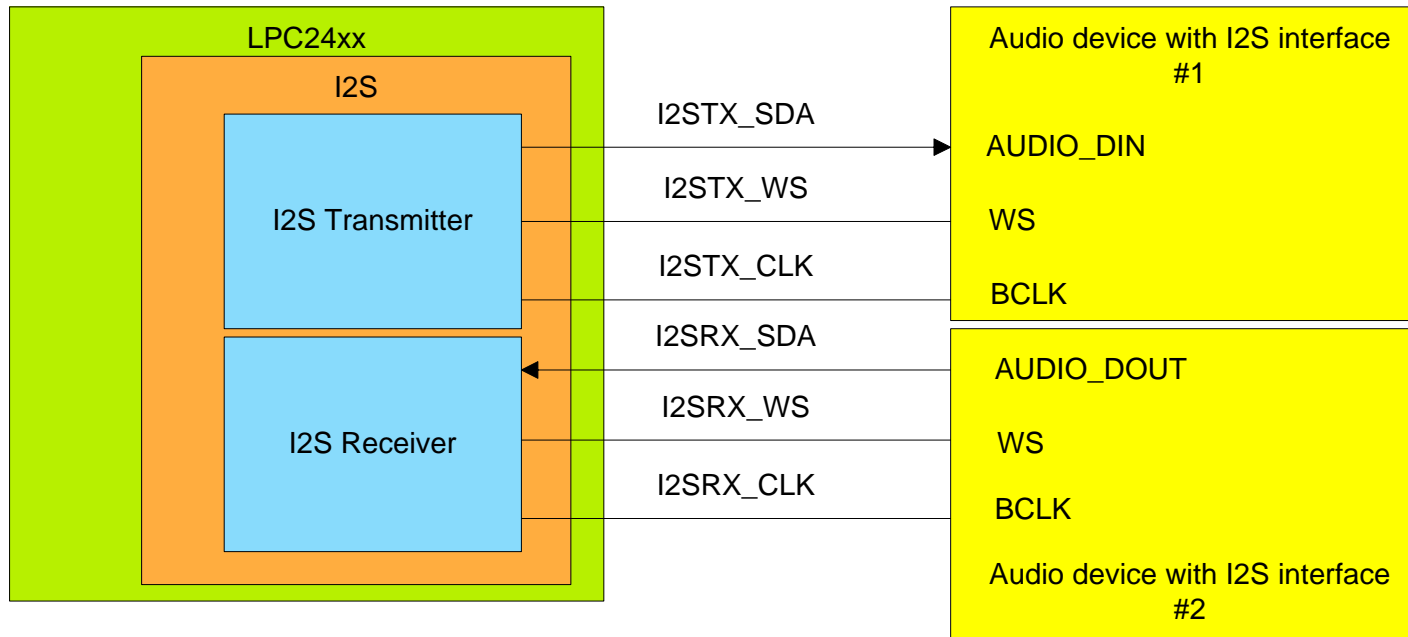 LPC24xx
I2S
I2S Transmitter
I2S Receiver
I2STX_SDA
I2STX_WS
I2STX_CLK
I2SRX_SDA
I2SRX_WS
I2SRX_CLK
Audio device with I2S interface
#1
AUDIO_DIN
WS
BCLK
AUDIO_DOUT
WS
BCLK
Audio device with I2S interface
#2